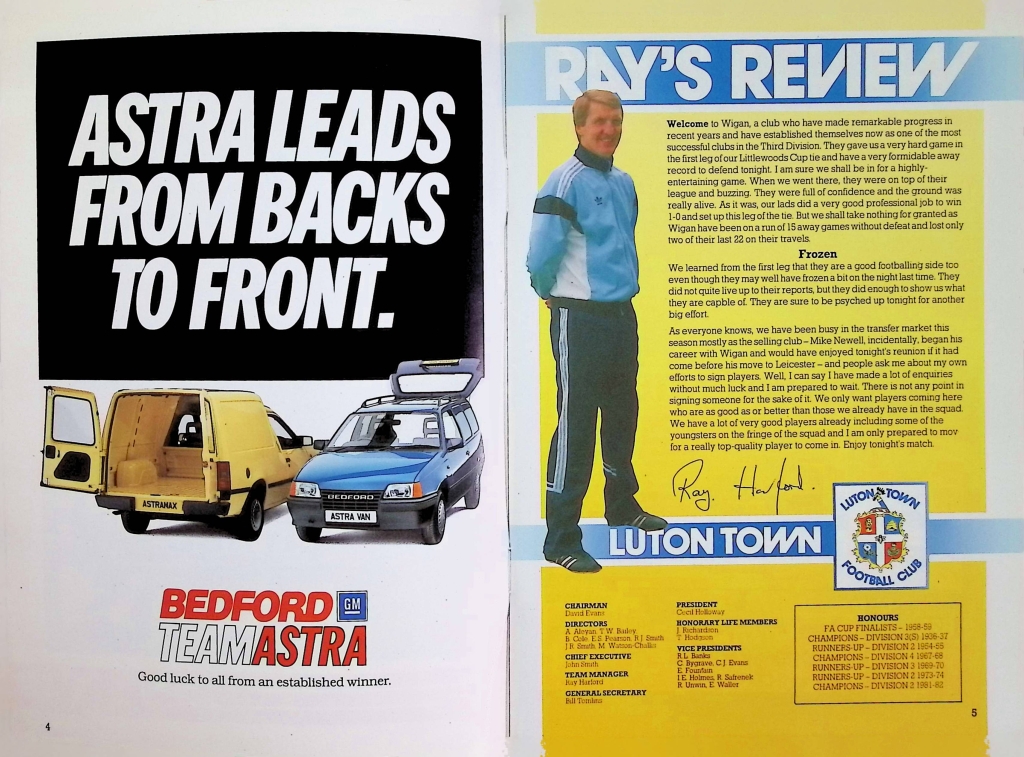 ASTRA LEADS
FROM BACKS
TO FRONT.
ASTRAMAX
BEDFORD
ASTRA VAN
BEDFORD GM
TEAMASTRA
Good luck to all from an established winner.
4
RAY'S REVIEW
Welcome to Wigan, a club who have made remarkable progress in
recent years and have established themselves now as one of the most
successful clubs in the Third Division. They gave us a very hard game in
the first leg of our Littlewoods Cup tie and have a very formidable away
record to defend tonight. I am sure we shall be in for a highly-
entertaining game. When we went there, they were on top of their
league and buzzing. They were full of confidence and the ground was
really alive. As it was, our lads did a very good professional job to win
1-0 and set up this leg of the tie. But we shall take nothing for granted as
Wigan have been on a run of 15 away games without defeat and lost only
two of their last 22 on their travels.
Frozen
We learned from the first leg that they are a good footballing side too
even though they may well have frozen a bit on the night last time. They
did not quite live up to their reports, but they did enough to show us what
they are capble of. They are sure to be psyched up tonight for another
big effort.
As everyone knows, we have been busy in the transfer market this
season mostly as the selling club – Mike Newell, incidentally, began his
career with Wigan and would have enjoyed tonight's reunion if it had
come before his move to Leicester – and people ask me about my own
efforts to sign players. Well, I can say I have made a lot of enquiries
without much luck and I am prepared to wait. There is not any point in
signing someone for the sake of it. We only want players coming here
who are as good as or better than those we already have in the squad.
We have a lot of very good players already including some of the
youngsters on the fringe of the squad and I am only prepared to mov
for a really top-quality player to come in. Enjoy tonight's match.
Ray Harford.
LUTON TOWN
LUTON TOWN
FOOTBALL CLUB
CHAIRMAN
David Evans
DIRECTORS
A. Aleyan, T.W. Bailey,
B. Cole, E.S. Pearson, R.J. Smith
J.R. Smith, M. Watson-Challis
CHIEF EXECUTIVE
John Smith
TEAM MANAGER
Ray Harford
GENERAL SECRETARY
Bill Tomlins
PRESIDENT
Cecil Holloway
HONORARY LIFE MEMBERS
J. Richardson
T. Hodgson
VICE PRESIDENTS
R.L. Banks
C. Bygrave, C.J. Evans
E. Fountain
I.E. Holmes, R. Safrenek
R. Unwin, E. Waller
HONOURS
FA CUP FINALISTS – 1958-59
CHAMPIONS – DIVISION 3(S) 1936-37
RUNNERS-UP – DIVISION 2 1954-55
CHAMPIONS – DIVISION 4 1967-68
RUNNERS-UP – DIVISION 3 1969-70
RUNNERS-UP – DIVISION 2 1973-74
CHAMPIONS – DIVISION 2 1981-82
5